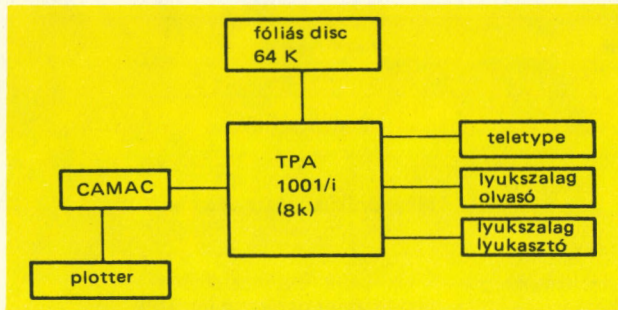 fóliás disc
64 K
TPA
1001/i
(8k)
teletype
CAMAC
lyukszalag
olvasó
lyukszalag
lyukasztó
plotter